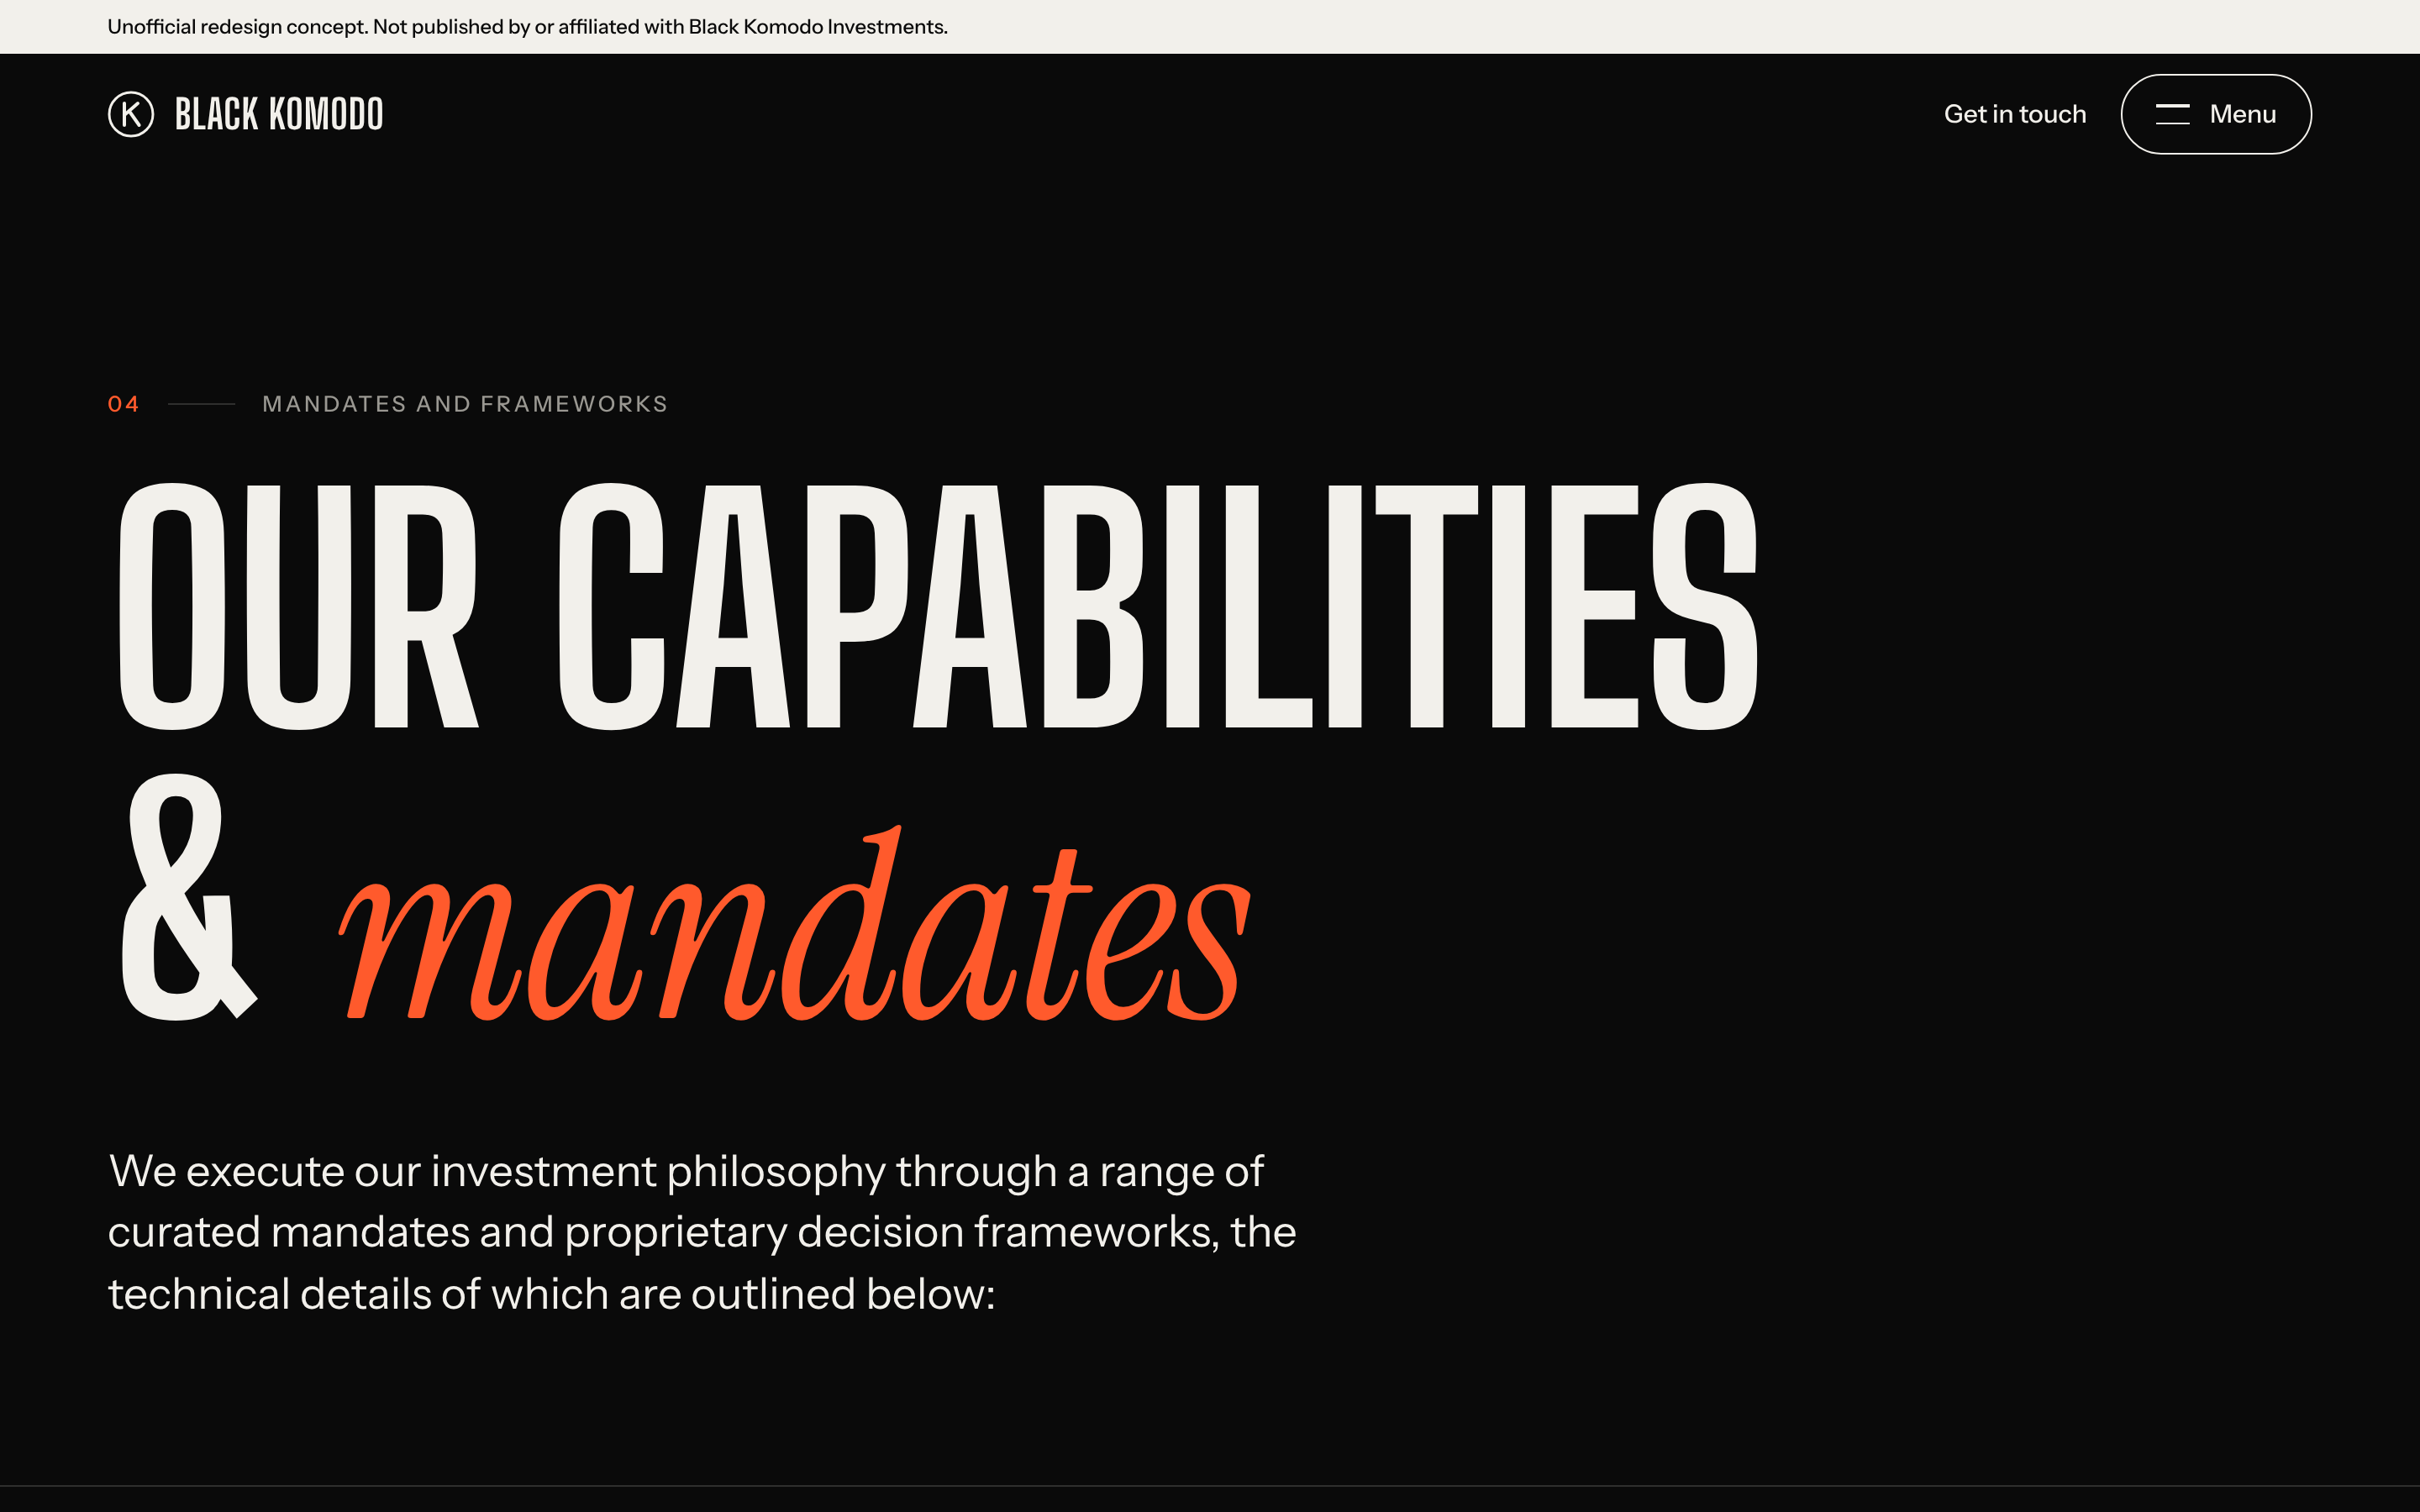 Unofficial redesign concept. Not published by or affiliated with Black Komodo Investments.
K BLACK KOMODO
Get in touch
Menu
04 MANDATES AND FRAMEWORKS
OUR CAPABILITIES
& mandates
We execute our investment philosophy through a range of
curated mandates and proprietary decision frameworks, the
technical details of which are outlined below: